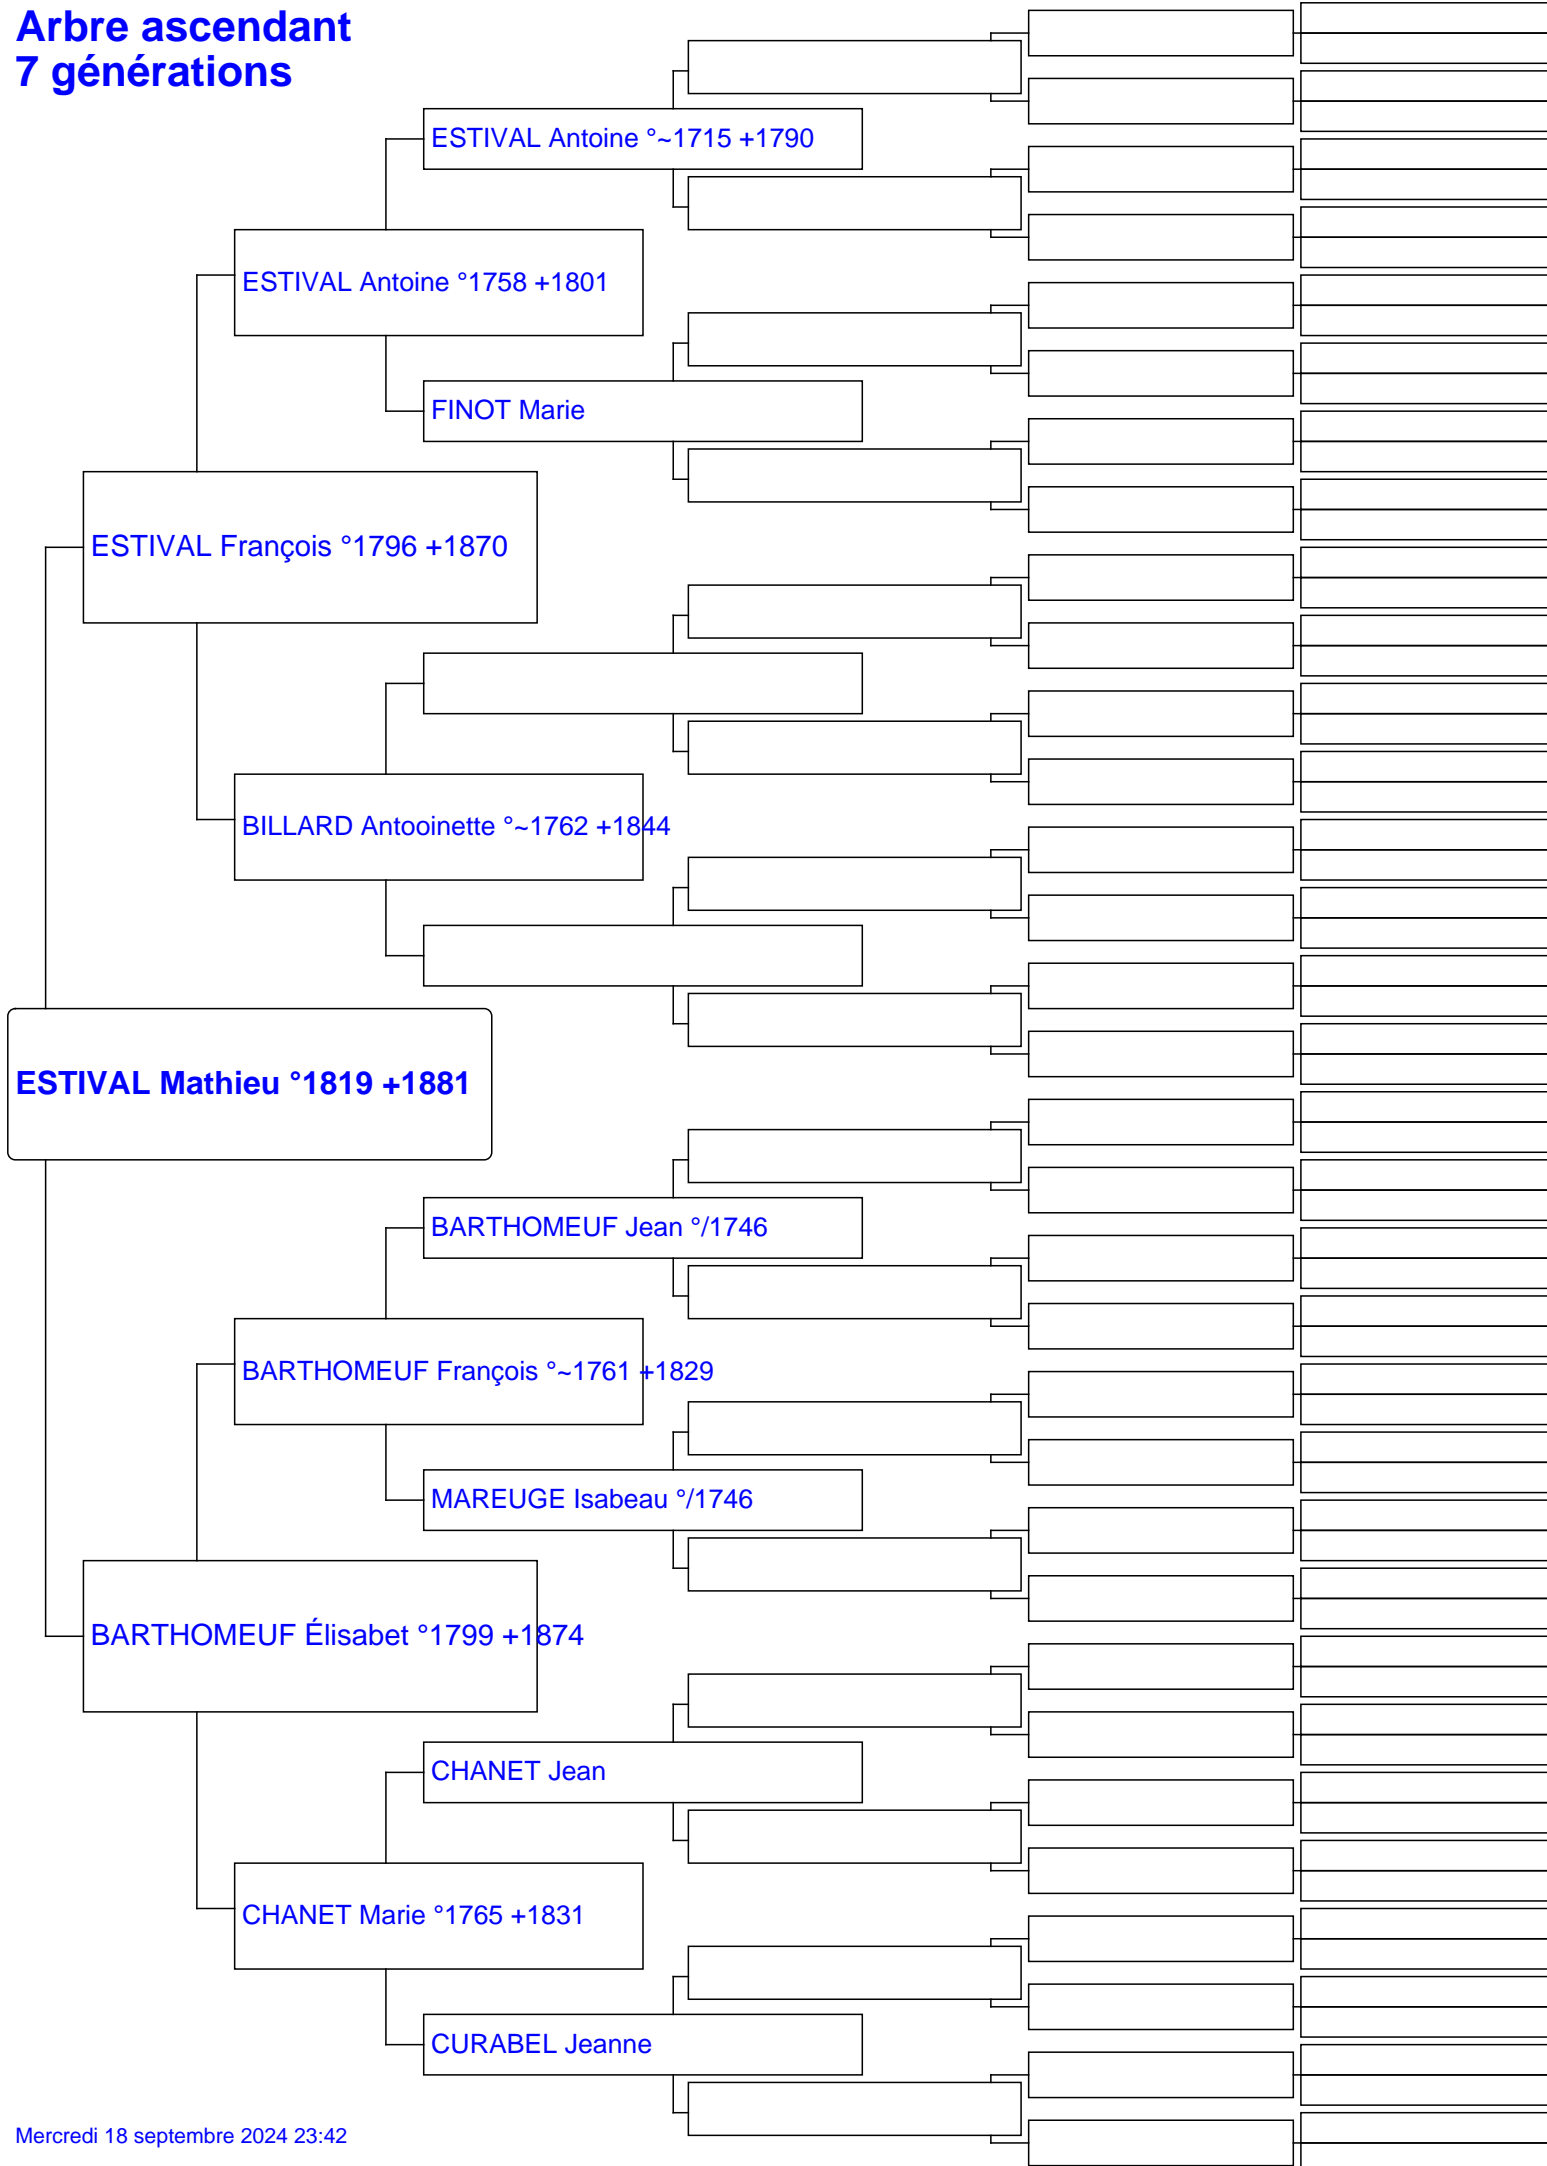 Arbre ascendant
7 générations
ESTIVAL Antoine °~1715 +1790
ESTIVAL Antoine °1758 +1801
FINOT Marie
ESTIVAL François °1796 +1870
BILLARD Antooinette °~1762 +1844
ESTIVAL Mathieu °1819 +1881
BARTHOMEUF Jean °/1746
BARTHOMEUF François °~1761 +1829
MAREUGE Isabeau °/1746
BARTHOMEUF Élisabet °1799 +1874
CHANET Jean
CHANET Marie °1765 +1831
CURABEL Jeanne
Mercredi 18 septembre 2024 23:42